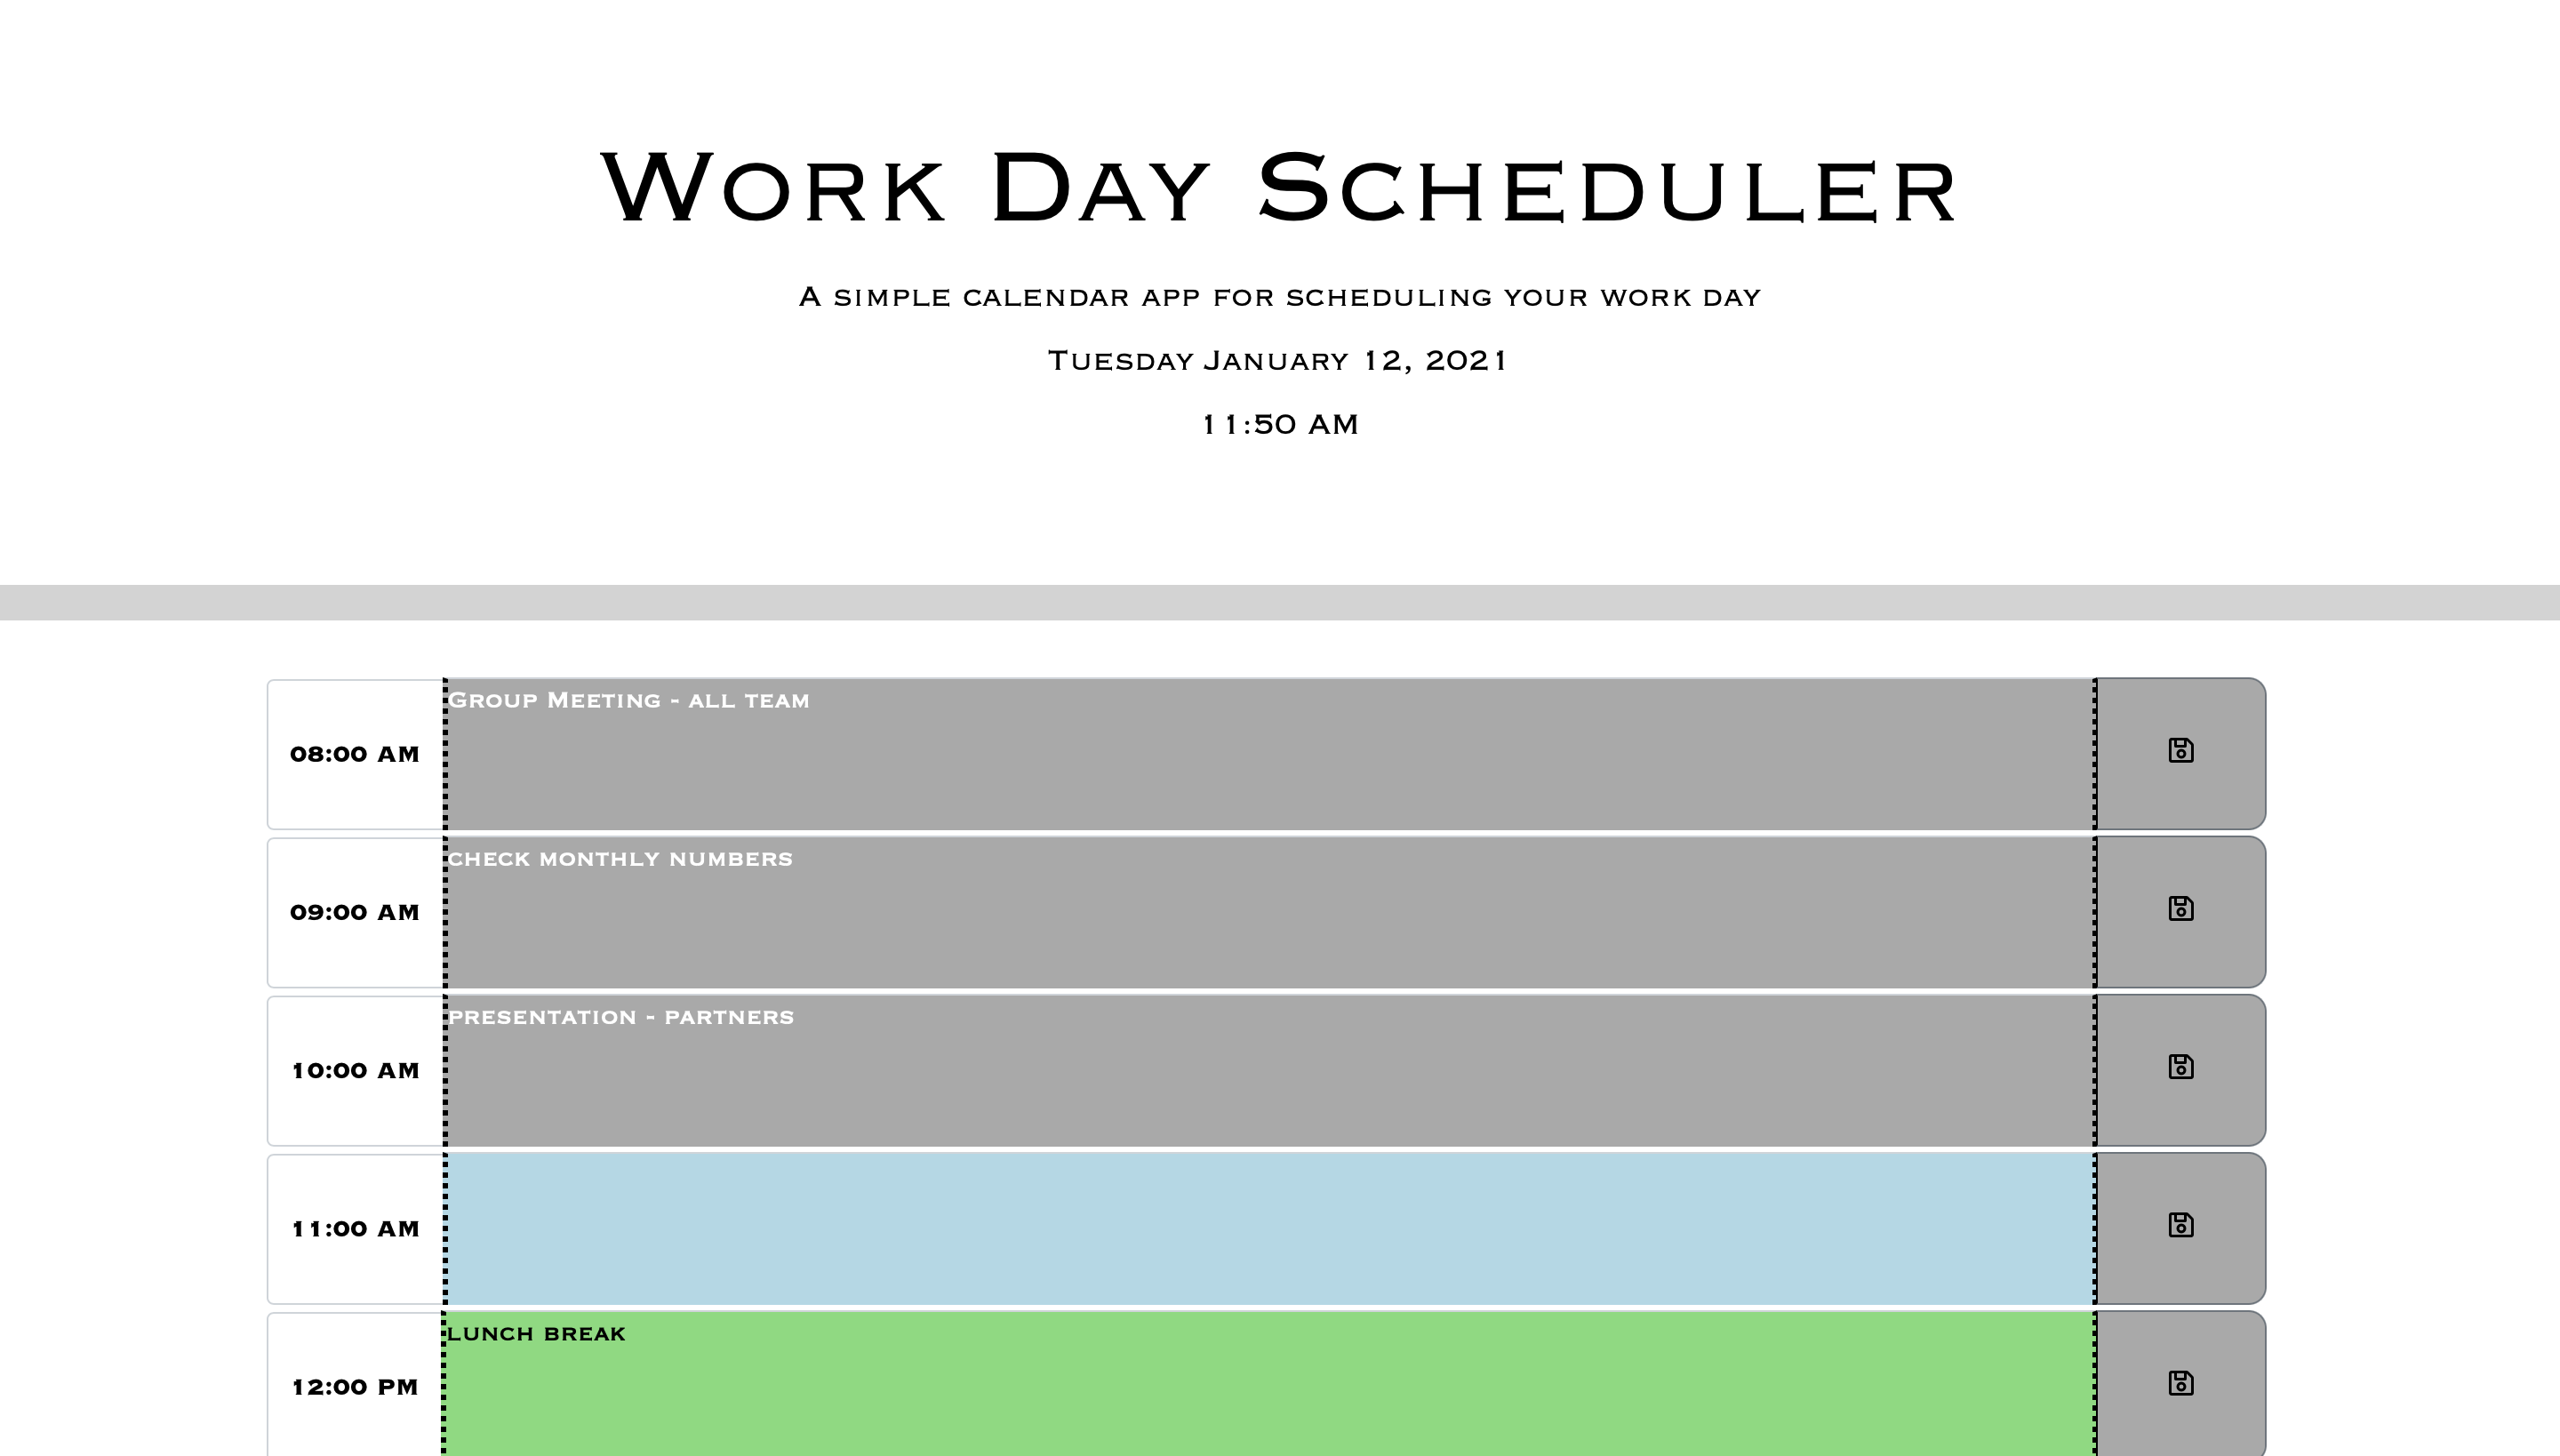 Work Day Scheduler
A simple calendar app for scheduling your work day
Tuesday January 12, 2021
11:50 AM
08:00 AM Group Meeting - all team
09:00 AM check monthly numbers
10:00 AM presentation - partners
11:00 AM
12:00 PM lunch break